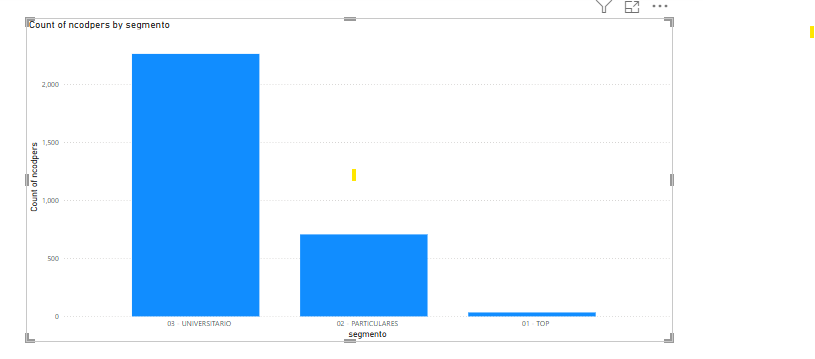 Count of ncodpers by segmento
Count of ncodpers
2,000
1,500
1,000
500
0
03 - UNIVERSITARIO
02 - PARTICULARES
01 - TOP
segmento